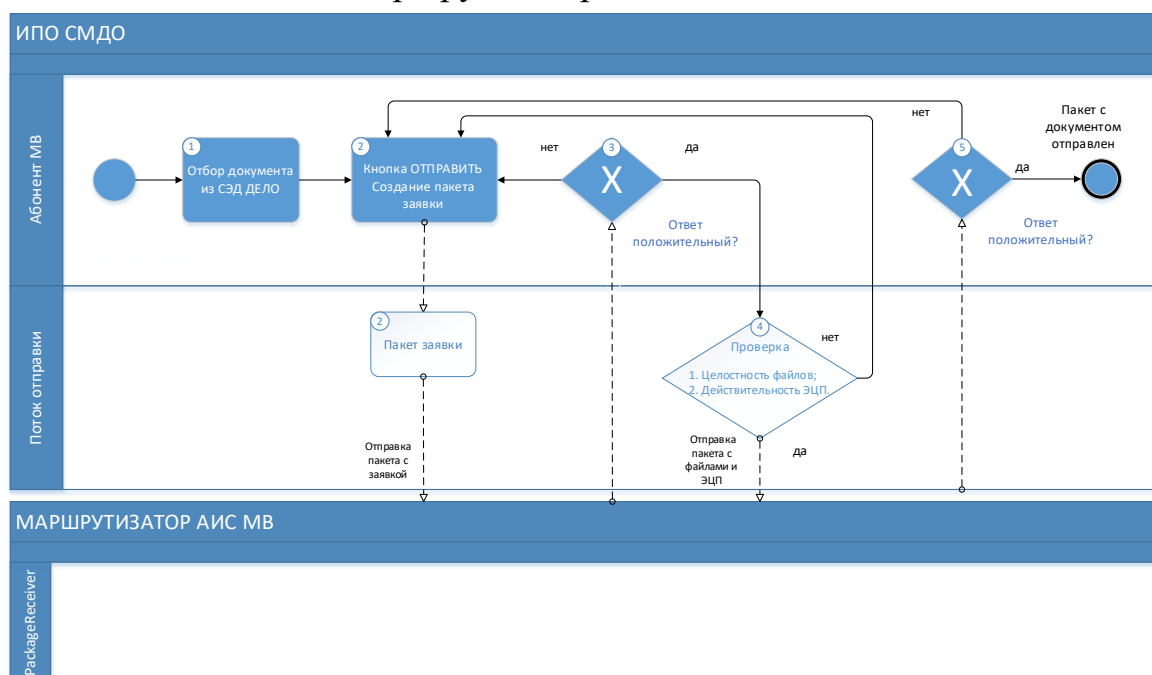 ИПО СМДО
Абонент МВ
1
Отбор документа
из СЭД ДЕЛО
2
Кнопка ОТПРАВИТЬ
Создание пакета
заявки
нет
3
X
да
Ответ
положительный?
нет
5
X
да
Ответ
положительный?
Пакет с
документом
отправлен
Поток отправки
2
Пакет заявки
Отправка
пакета с
заявкой
4
Проверка
1. Целостность файлов;
2. Действительность ЭЦП.
нет
Отправка
пакета с
файлами и
ЭЦП
да
МАРШРУТИЗАТОР АИС МВ
PackageReceiver